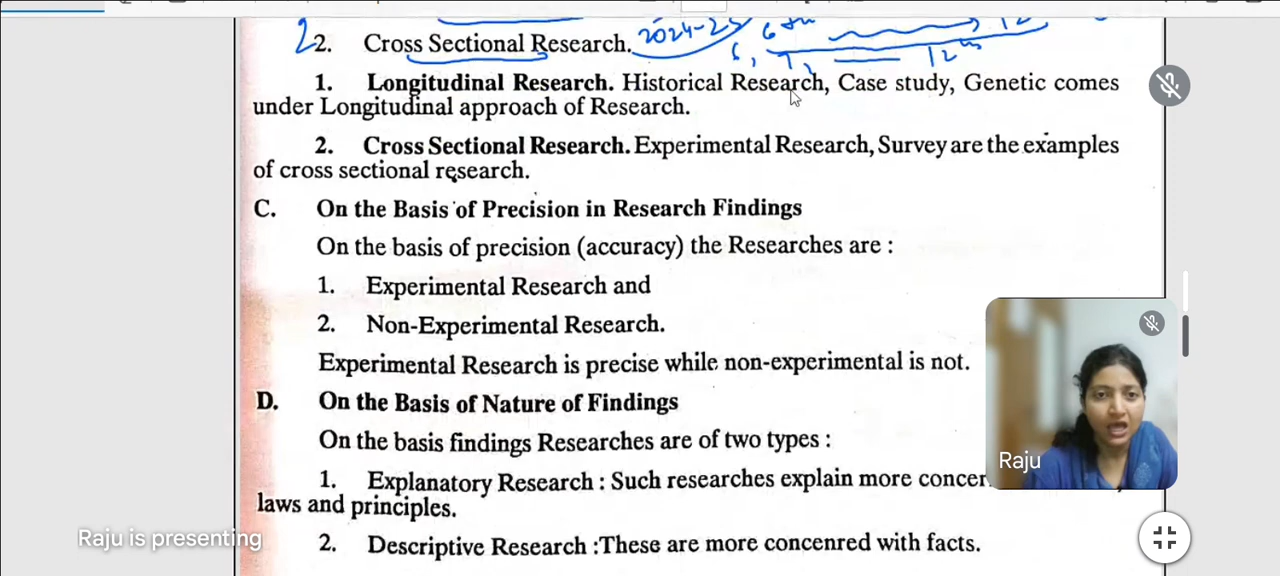 2024-25 6th 12
2. Cross Sectional Research.
6, 7, 12th
1. Longitudinal Research. Historical Research, Case study, Genetic comes
under Longitudinal approach of Research.
2. Cross Sectional Research. Experimental Research, Survey are the examples
of cross sectional research.
C. On the Basis of Precision in Research Findings
On the basis of precision (accuracy) the Researches are :
1. Experimental Research and
2. Non-Experimental Research.
Experimental Research is precise while non-experimental is not.
D. On the Basis of Nature of Findings
On the basis findings Researches are of two types :
Raju
1. Explanatory Research : Such researches explain more
laws and principles.
Raju is presenting
2. Descriptive Research :These are more concenred with facts.